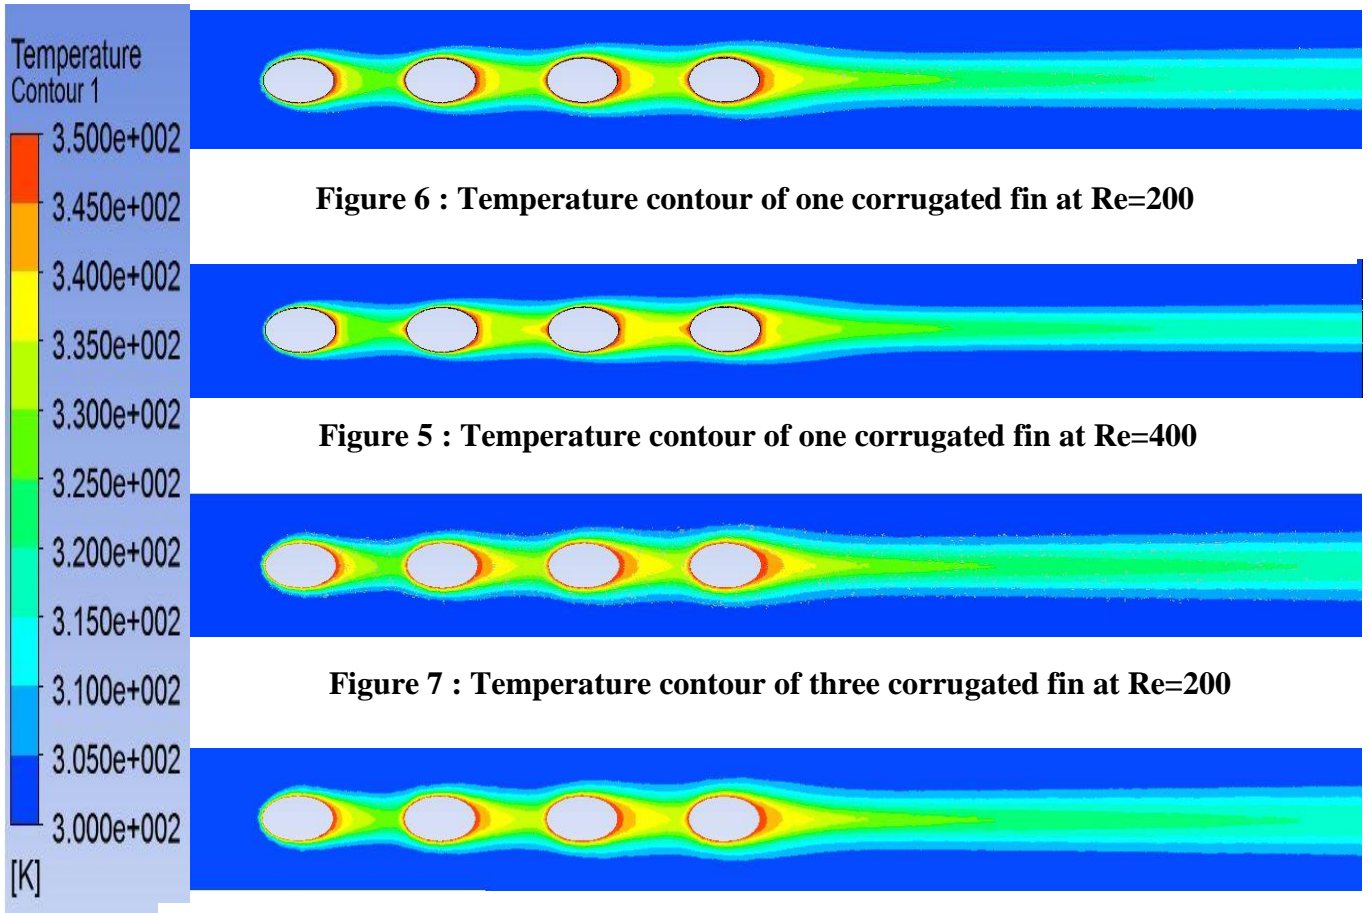 Temperature
Contour 1
3.500e+002
3.450e+002
3.400e+002
3.350e+002
3.300e+002
3.250e+002
3.200e+002
3.150e+002
3.100e+002
3.050e+002
3.000e+002
[K]
Figure 6 : Temperature contour of one corrugated fin at Re=200
Figure 5 : Temperature contour of one corrugated fin at Re=400
Figure 7 : Temperature contour of three corrugated fin at Re=200